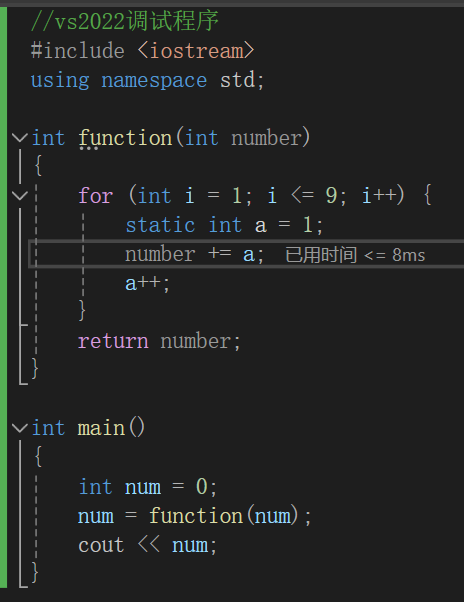 //vs2022调试程序
#include <iostream>
using namespace std;
int function(int number)
{
for (int i = 1; i <= 9; i++) {
static int a = 1;
number += a; 已用时间 <= 8ms
a++;
}
return number;
}
int main()
{
int num = 0;
num = function(num);
cout << num;
}